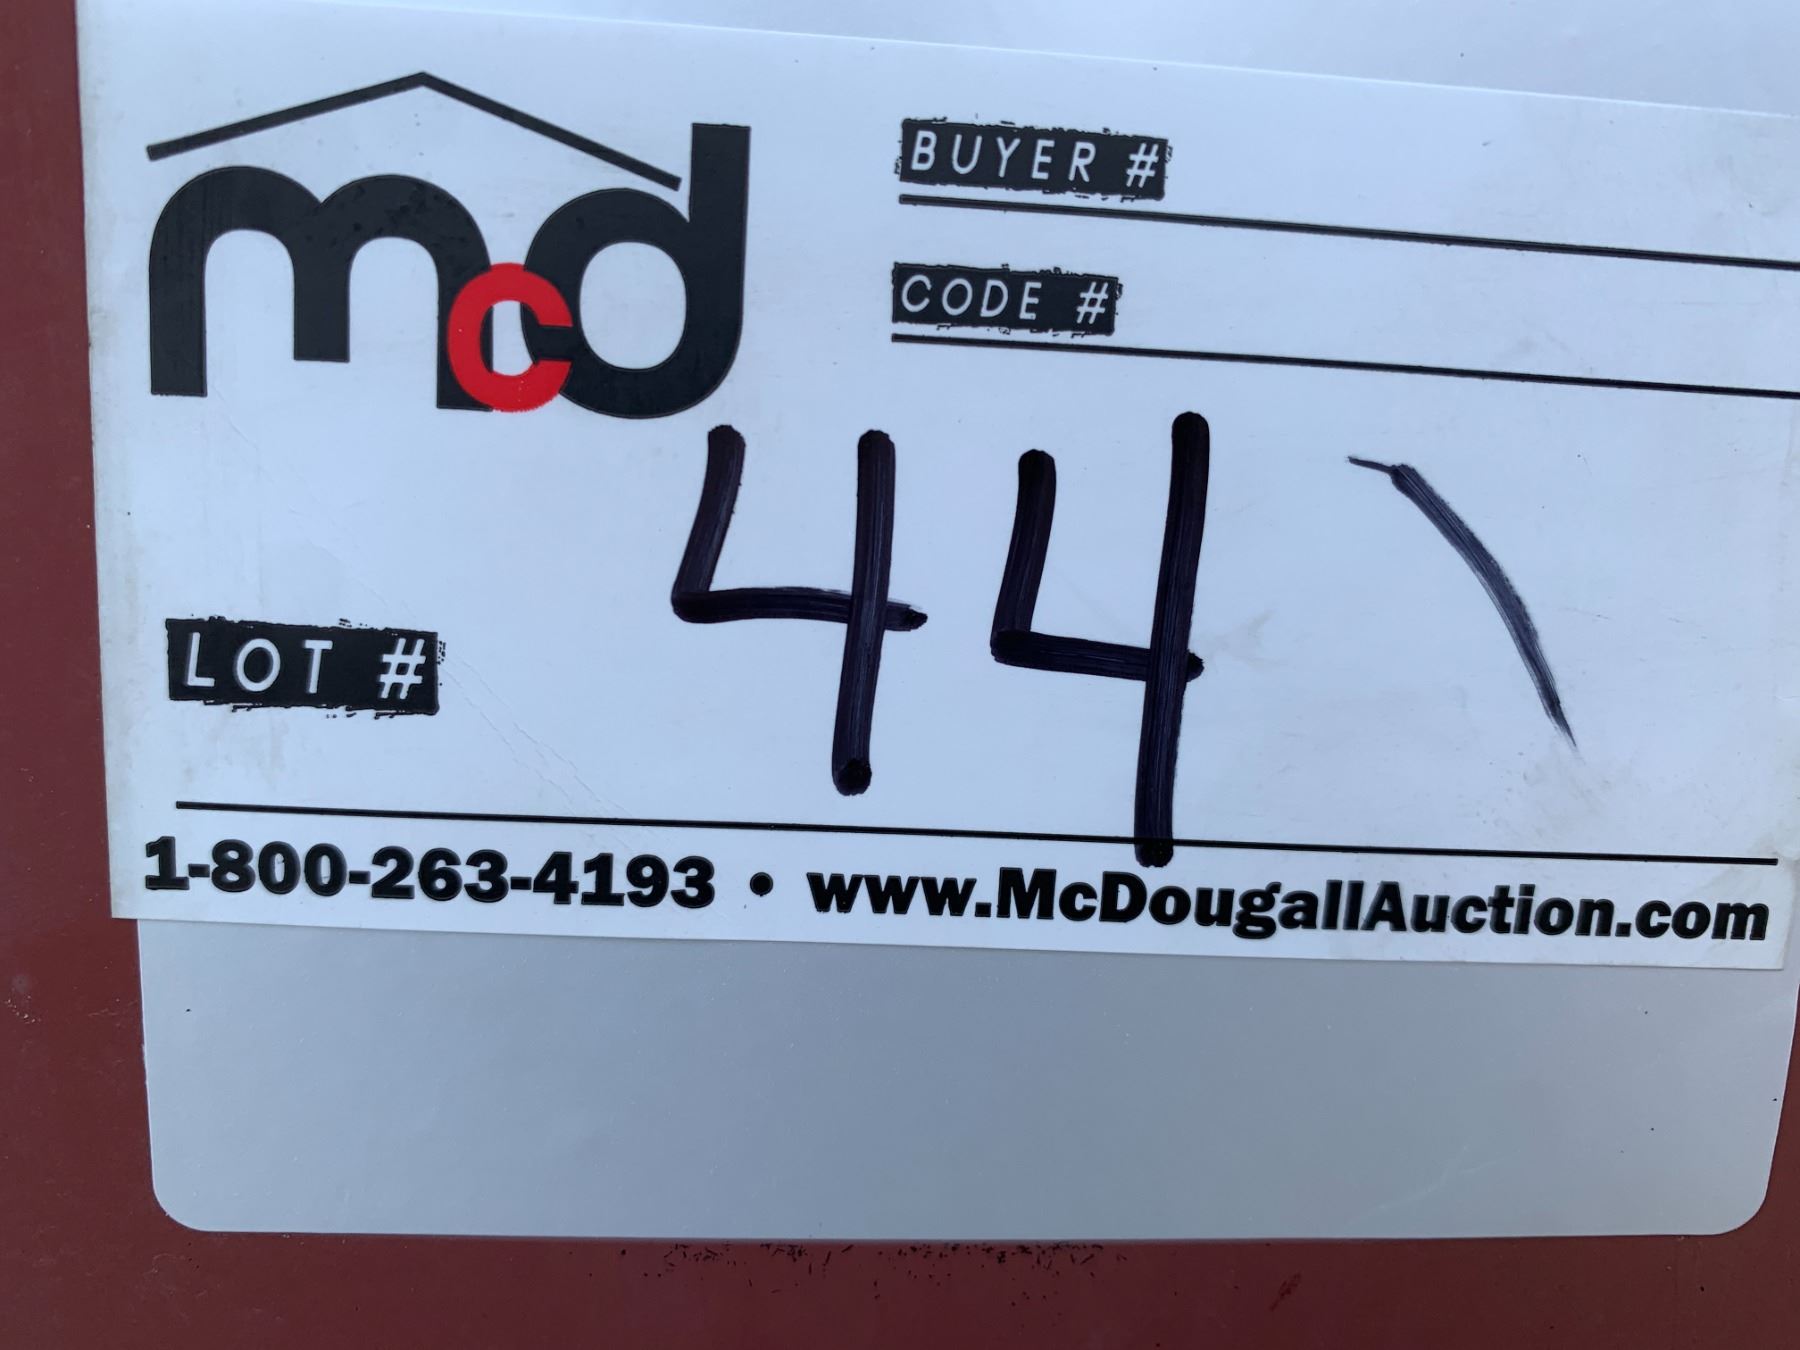 McD
BUYER #
CODE #
LOT # 44
1-800-263-4193 • www.McDougallAuction.com